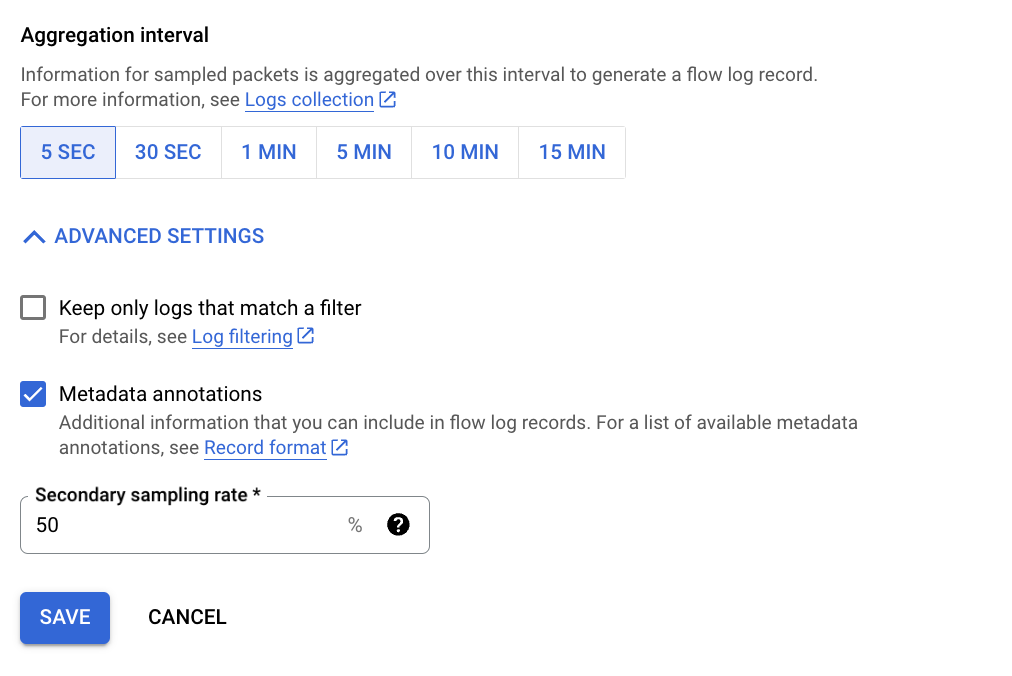 Aggregation interval
Information for sampled packets is aggregated over this interval to generate a flow log record.
For more information, see Logs collection
5 SEC 30 SEC 1 MIN 5 MIN 10 MIN 15 MIN
ADVANCED SETTINGS
Keep only logs that match a filter
For details, see Log filtering
Metadata annotations
Additional information that you can include in flow log records. For a list of available metadata
annotations, see Record format
Secondary sampling rate *
50 % ?
SAVE CANCEL